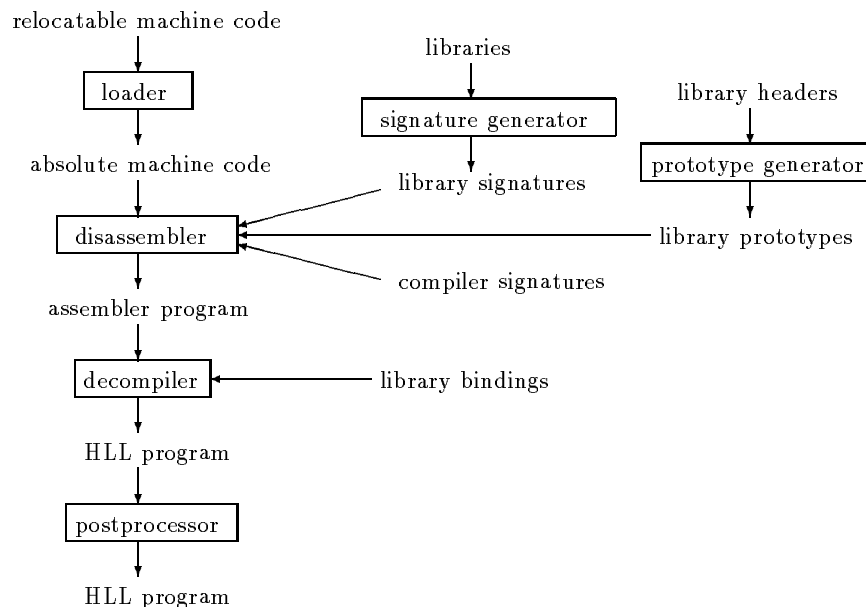 relocatable machine code
libraries
loader
library headers
signature generator
absolute machine code
prototype generator
library signatures
disassembler
library prototypes
compiler signatures
assembler program
decompiler
library bindings
HLL program
postprocessor
HLL program